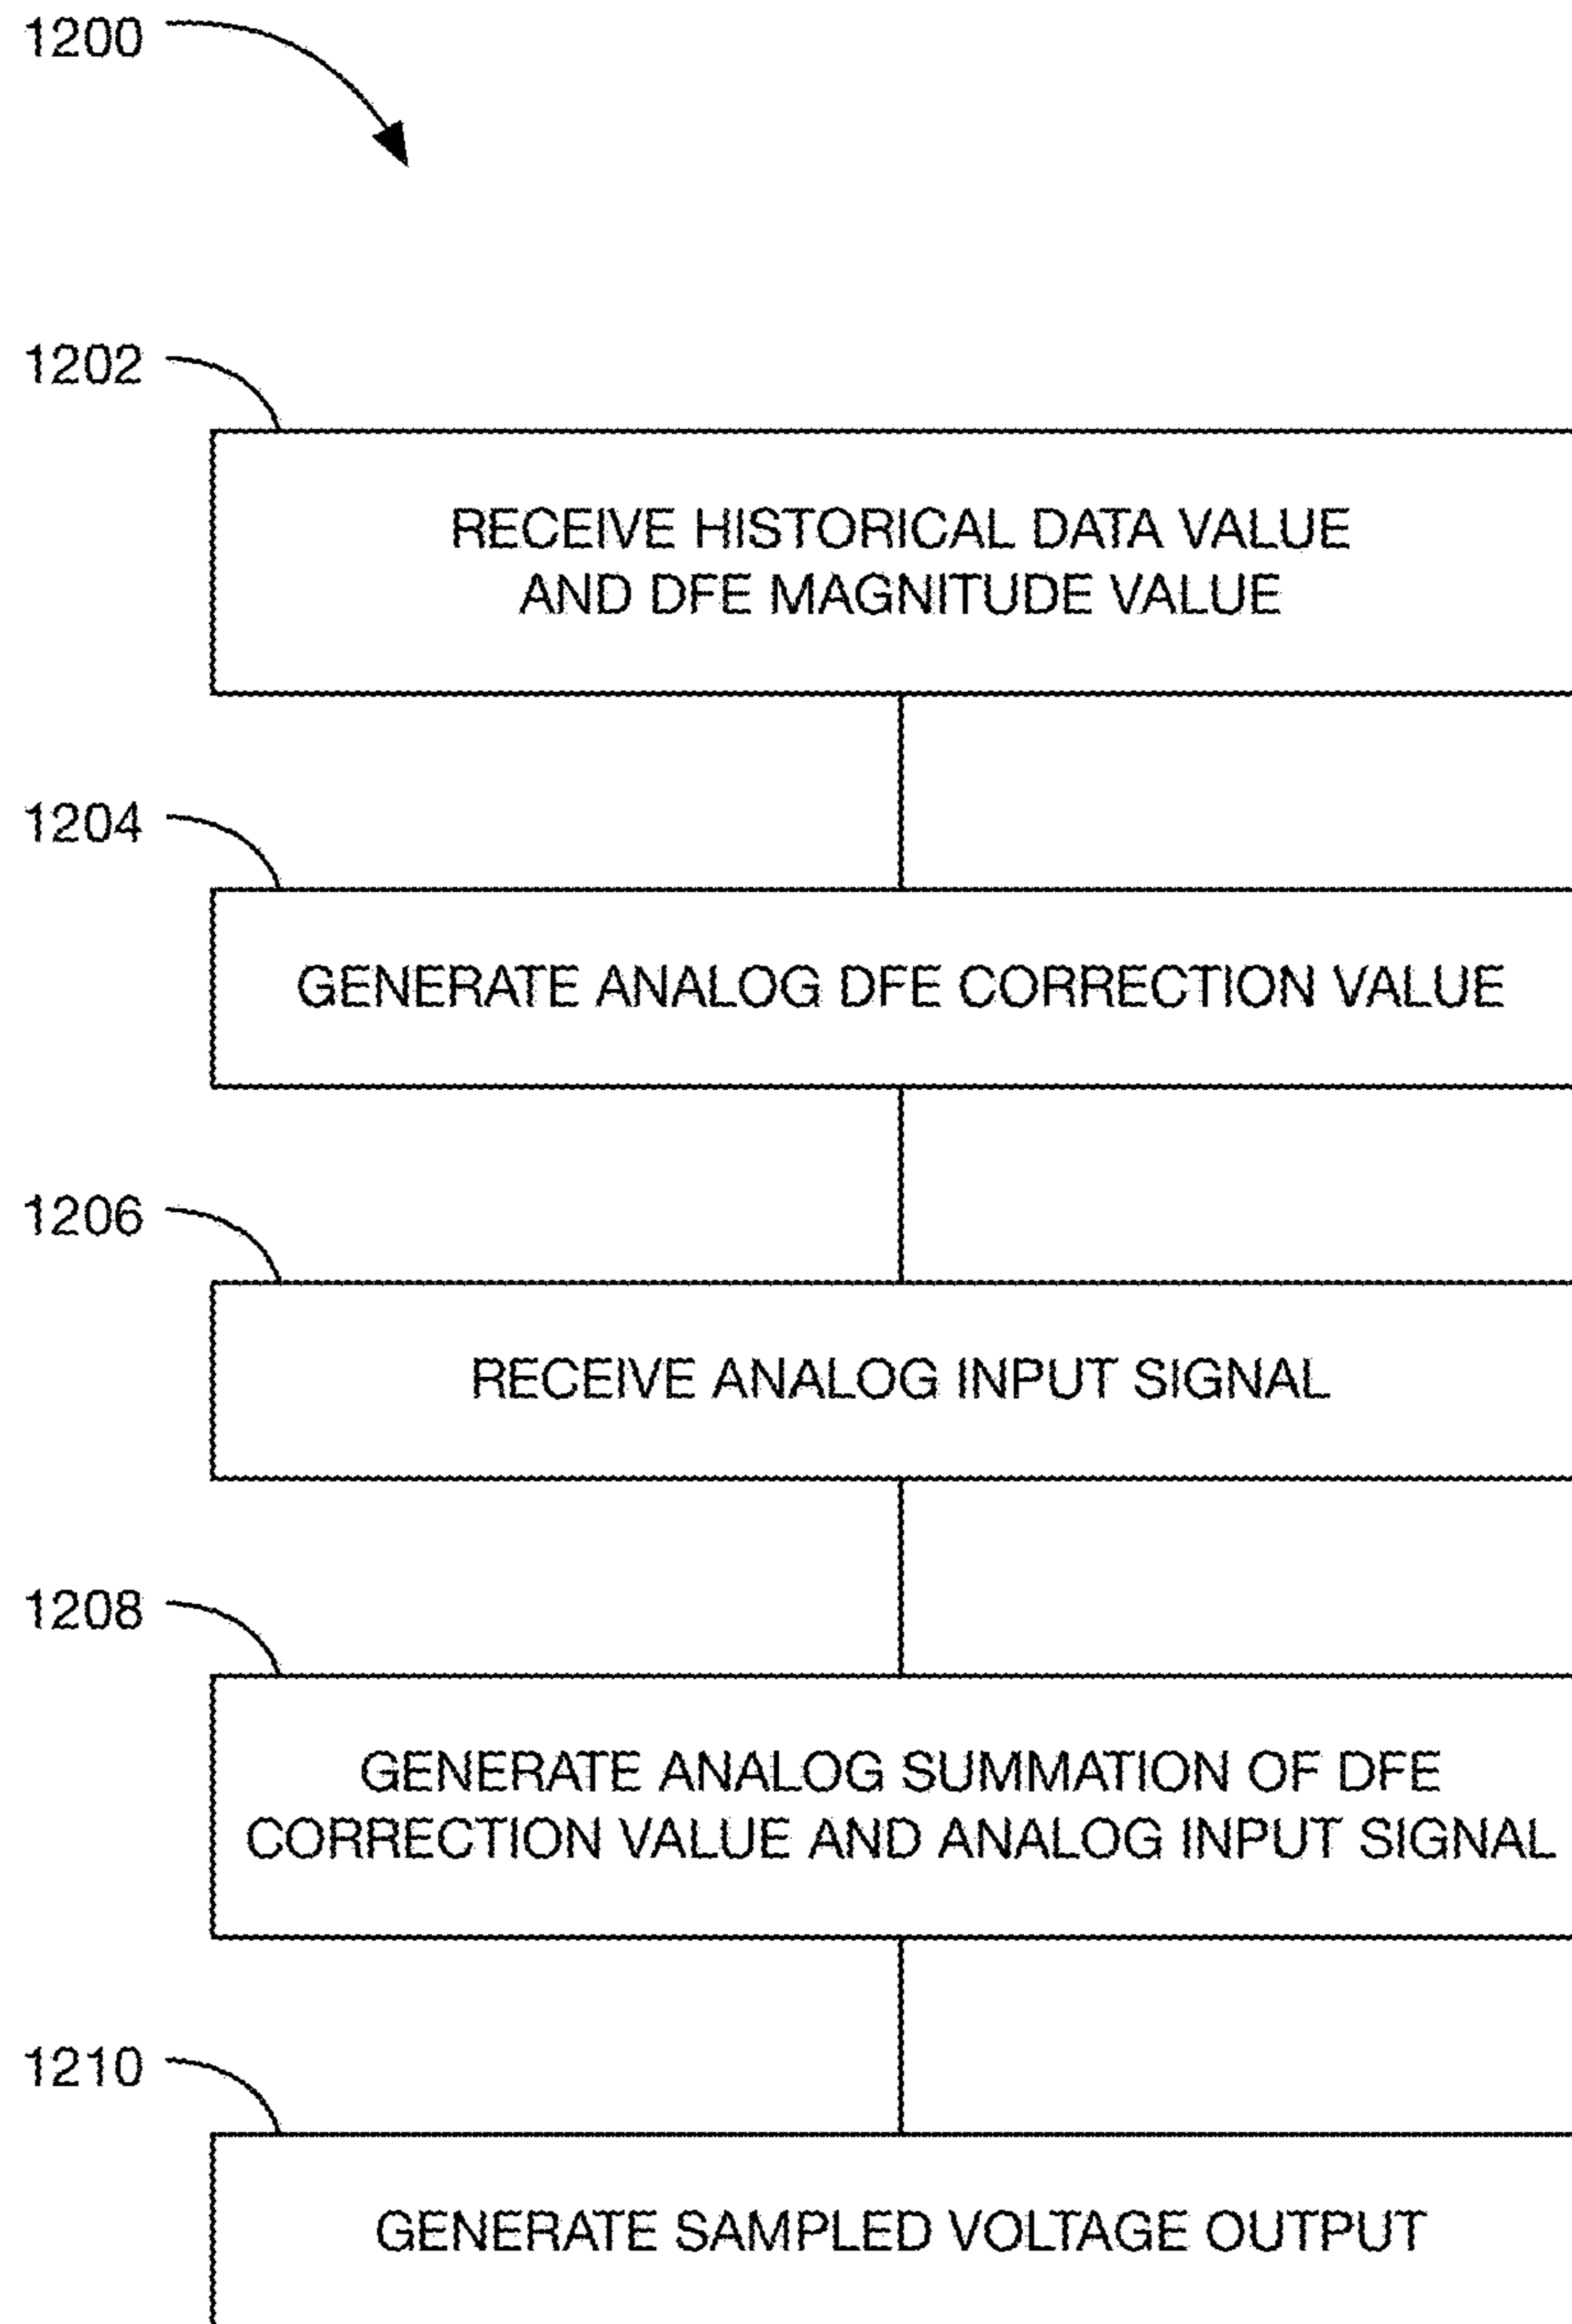 1200
1202
RECEIVE HISTORICAL DATA VALUE
AND DFE MAGNITUDE VALUE
1204
GENERATE ANALOG DFE CORRECTION VALUE
1206
RECEIVE ANALOG INPUT SIGNAL
1208
GENERATE ANALOG SUMMATION OF DFE
CORRECTION VALUE AND ANALOG INPUT SIGNAL
1210
GENERATE SAMPLED VOLTAGE OUTPUT